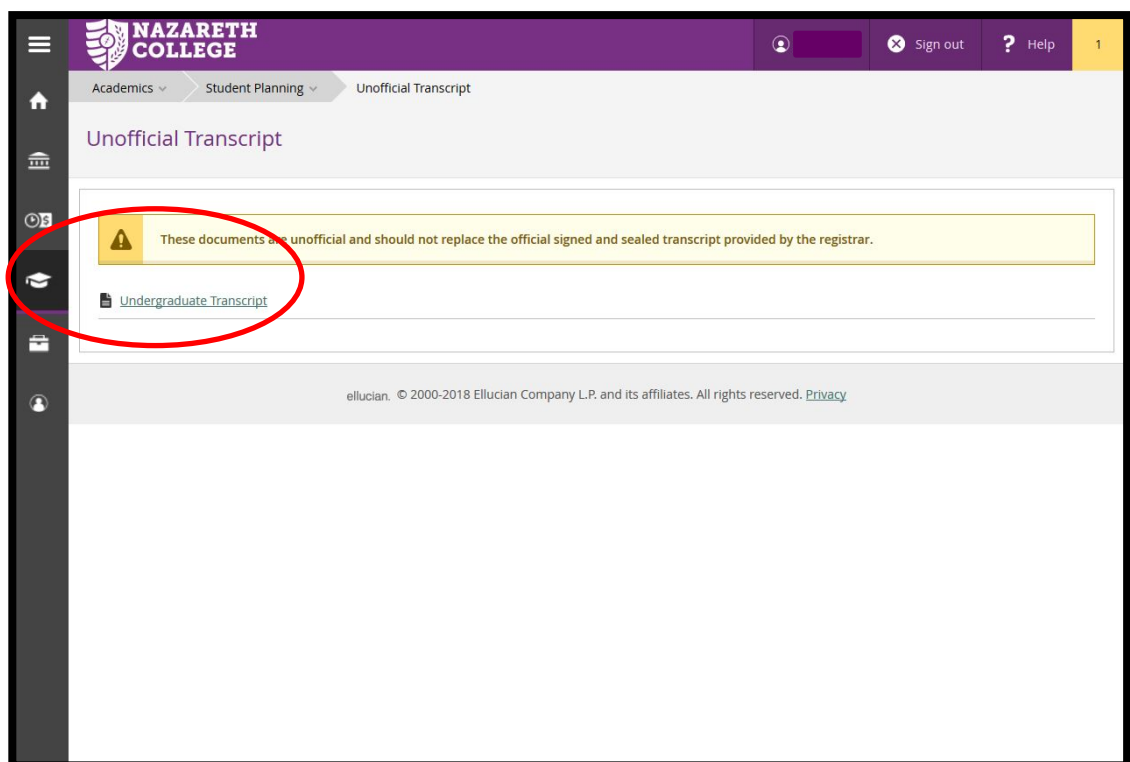 NAZARETH
COLLEGE
Sign out
? Help
1
Academics
Student Planning
Unofficial Transcript
Unofficial Transcript
These documents are unofficial and should not replace the official signed and sealed transcript provided by the registrar.
Undergraduate Transcript
ellucian. © 2000-2018 Ellucian Company L.P. and its affiliates. All rights reserved. Privacy